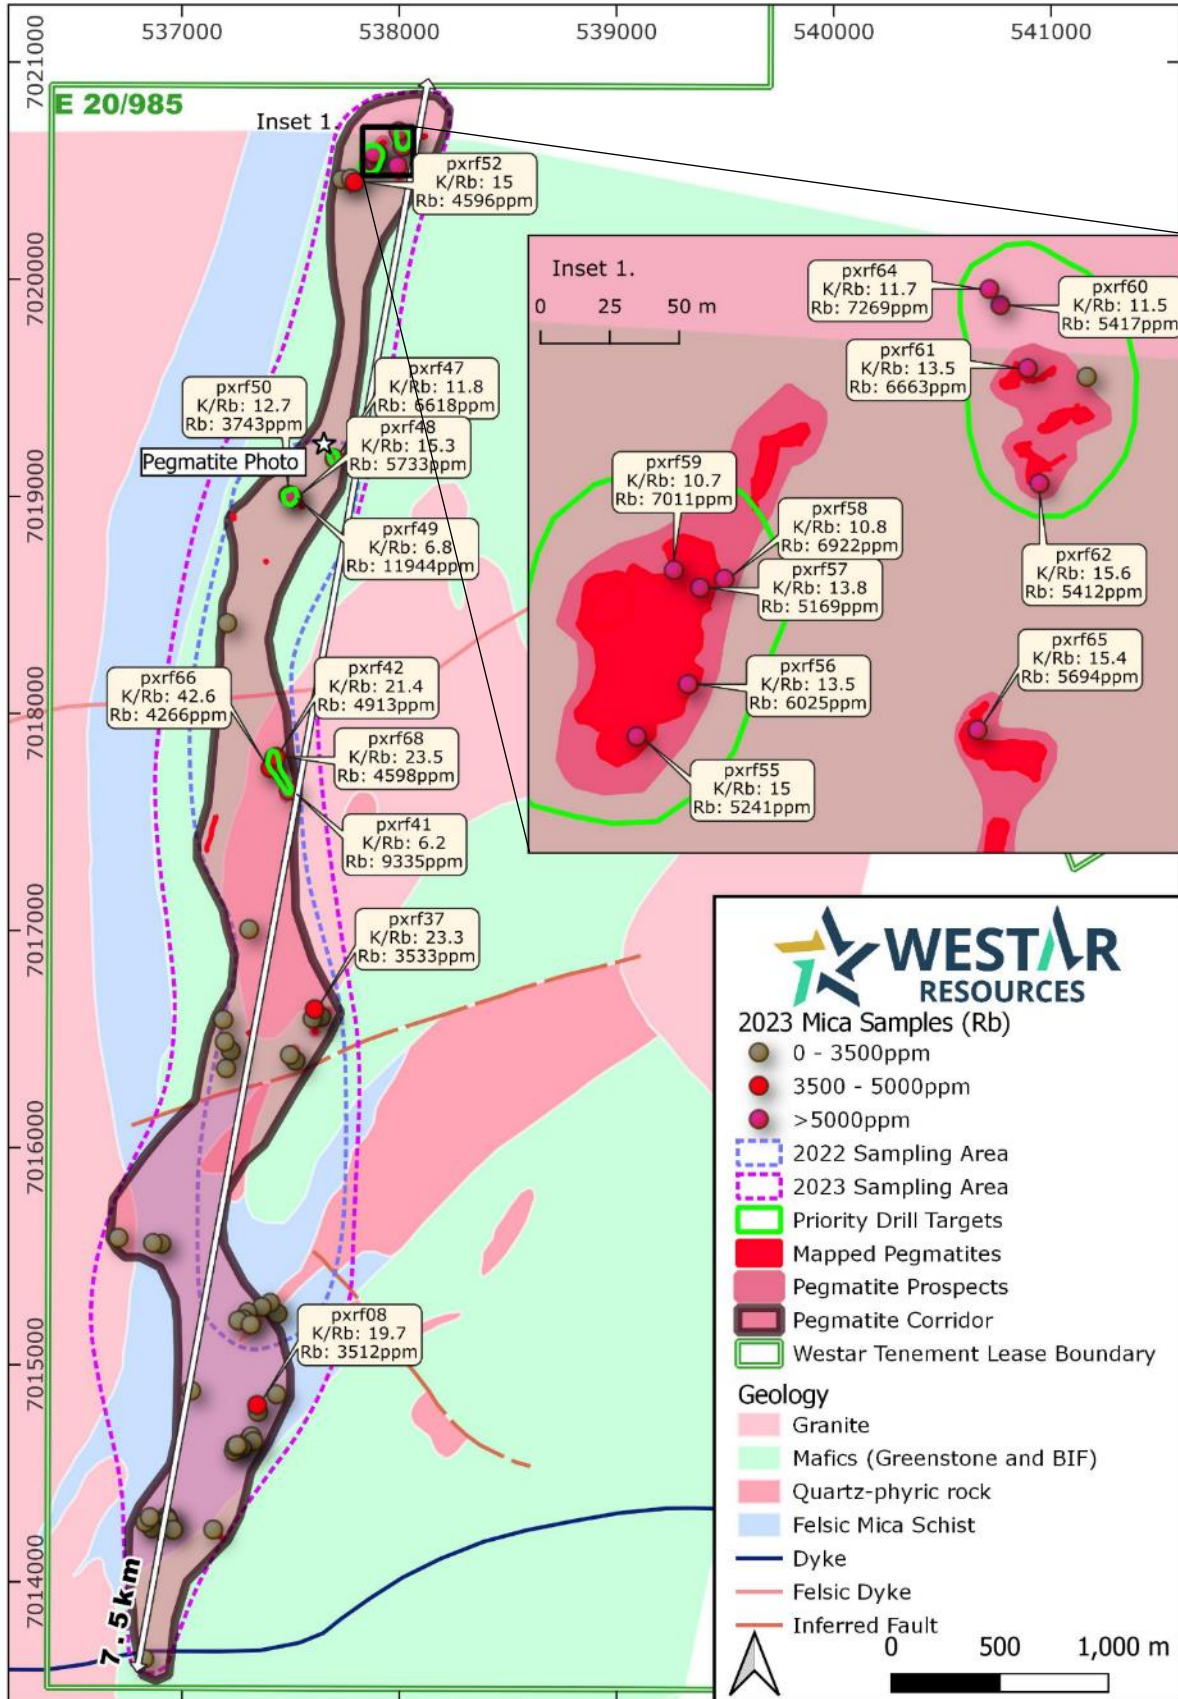 537000
538000
539000
540000
541000
7021000
7020000
7019000
7018000
7017000
7016000
7015000
7014000
E 20/985
Inset 1.
pxrf52
K/Rb: 15
Rb: 4596ppm
pxrf47
K/Rb: 11.8
Rb: 6618ppm
pxrf50
K/Rb: 12.7
Rb: 3743ppm
pxrf48
K/Rb: 15.3
Rb: 5733ppm
Pegmatite Photo
pxrf49
K/Rb: 6.8
Rb: 11944ppm
pxrf66
K/Rb: 42.6
Rb: 4266ppm
pxrf42
K/Rb: 21.4
Rb: 4913ppm
pxrf68
K/Rb: 23.5
Rb: 4598ppm
pxrf41
K/Rb: 6.2
Rb: 9335ppm
pxrf37
K/Rb: 23.3
Rb: 3533ppm
pxrf08
K/Rb: 19.7
Rb: 3512ppm
7.5km
Inset 1.
0 25 50 m
pxrf64
K/Rb: 11.7
Rb: 7269ppm
pxrf60
K/Rb: 11.5
Rb: 5417ppm
pxrf61
K/Rb: 13.5
Rb: 6663ppm
pxrf59
K/Rb: 10.7
Rb: 7011ppm
pxrf58
K/Rb: 10.8
Rb: 6922ppm
pxrf57
K/Rb: 13.8
Rb: 5169ppm
pxrf62
K/Rb: 15.6
Rb: 5412ppm
pxrf56
K/Rb: 13.5
Rb: 6025ppm
pxrf65
K/Rb: 15.4
Rb: 5694ppm
pxrf55
K/Rb: 15
Rb: 5241ppm
WESTAR
RESOURCES
2023 Mica Samples (Rb)
0 - 3500ppm
3500 - 5000ppm
>5000ppm
2022 Sampling Area
2023 Sampling Area
Priority Drill Targets
Mapped Pegmatites
Pegmatite Prospects
Pegmatite Corridor
Westar Tenement Lease Boundary
Geology
Granite
Mafics (Greenstone and BIF)
Quartz-phyric rock
Felsic Mica Schist
Dyke
Felsic Dyke
Inferred Fault
0 500 1,000 m